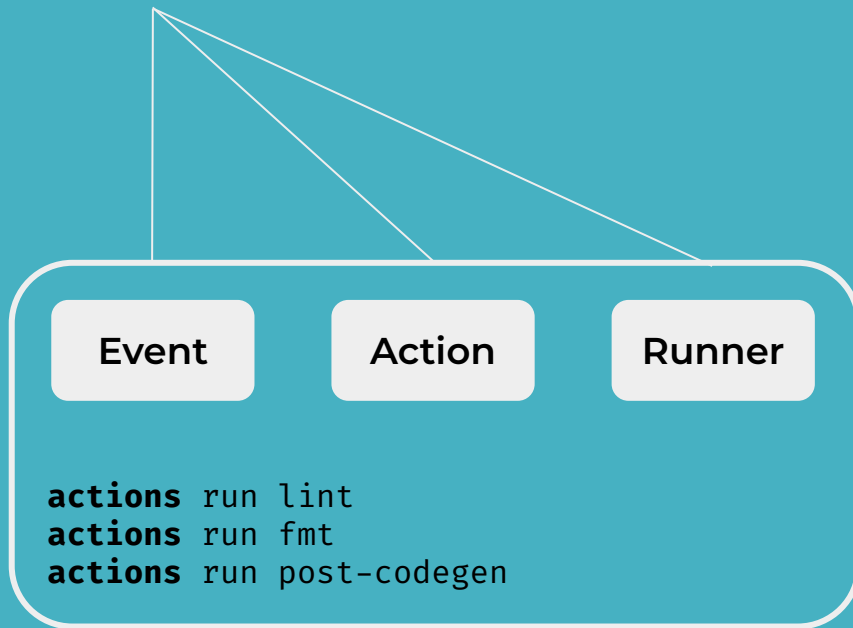 Event Action Runner
actions run lint
actions run fmt
actions run post-codegen